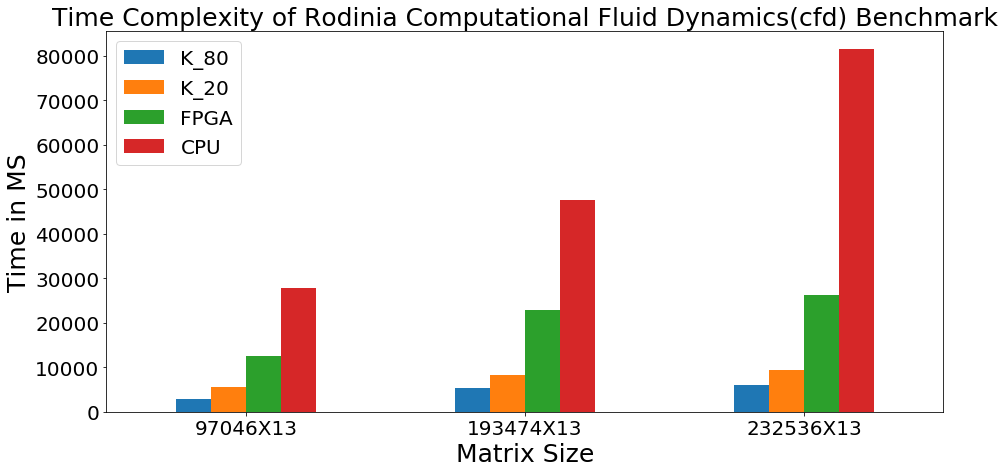 Time Complexity of Rodinia Computational Fluid Dynamics(cfd) Benchmark
K_80
K_20
FPGA
CPU
Time in MS
80000
70000
60000
50000
40000
30000
20000
10000
0
97046X13
193474X13
232536X13
Matrix Size